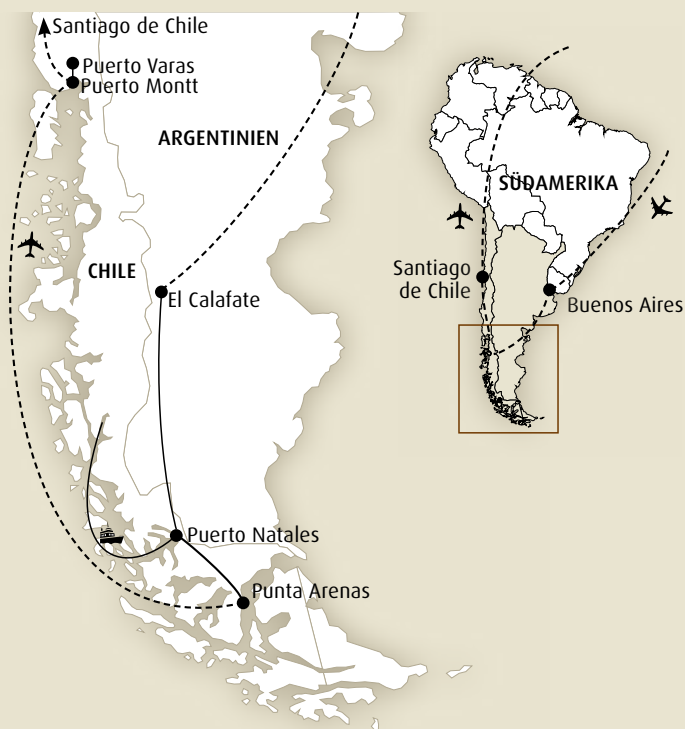 Santiago de Chile
Puerto Varas
Puerto Montt
ARGENTINIEN
CHILE
El Calafate
Puerto Natales
Punta Arenas
SÜDAMERIKA
Santiago
de Chile
Buenos Aires